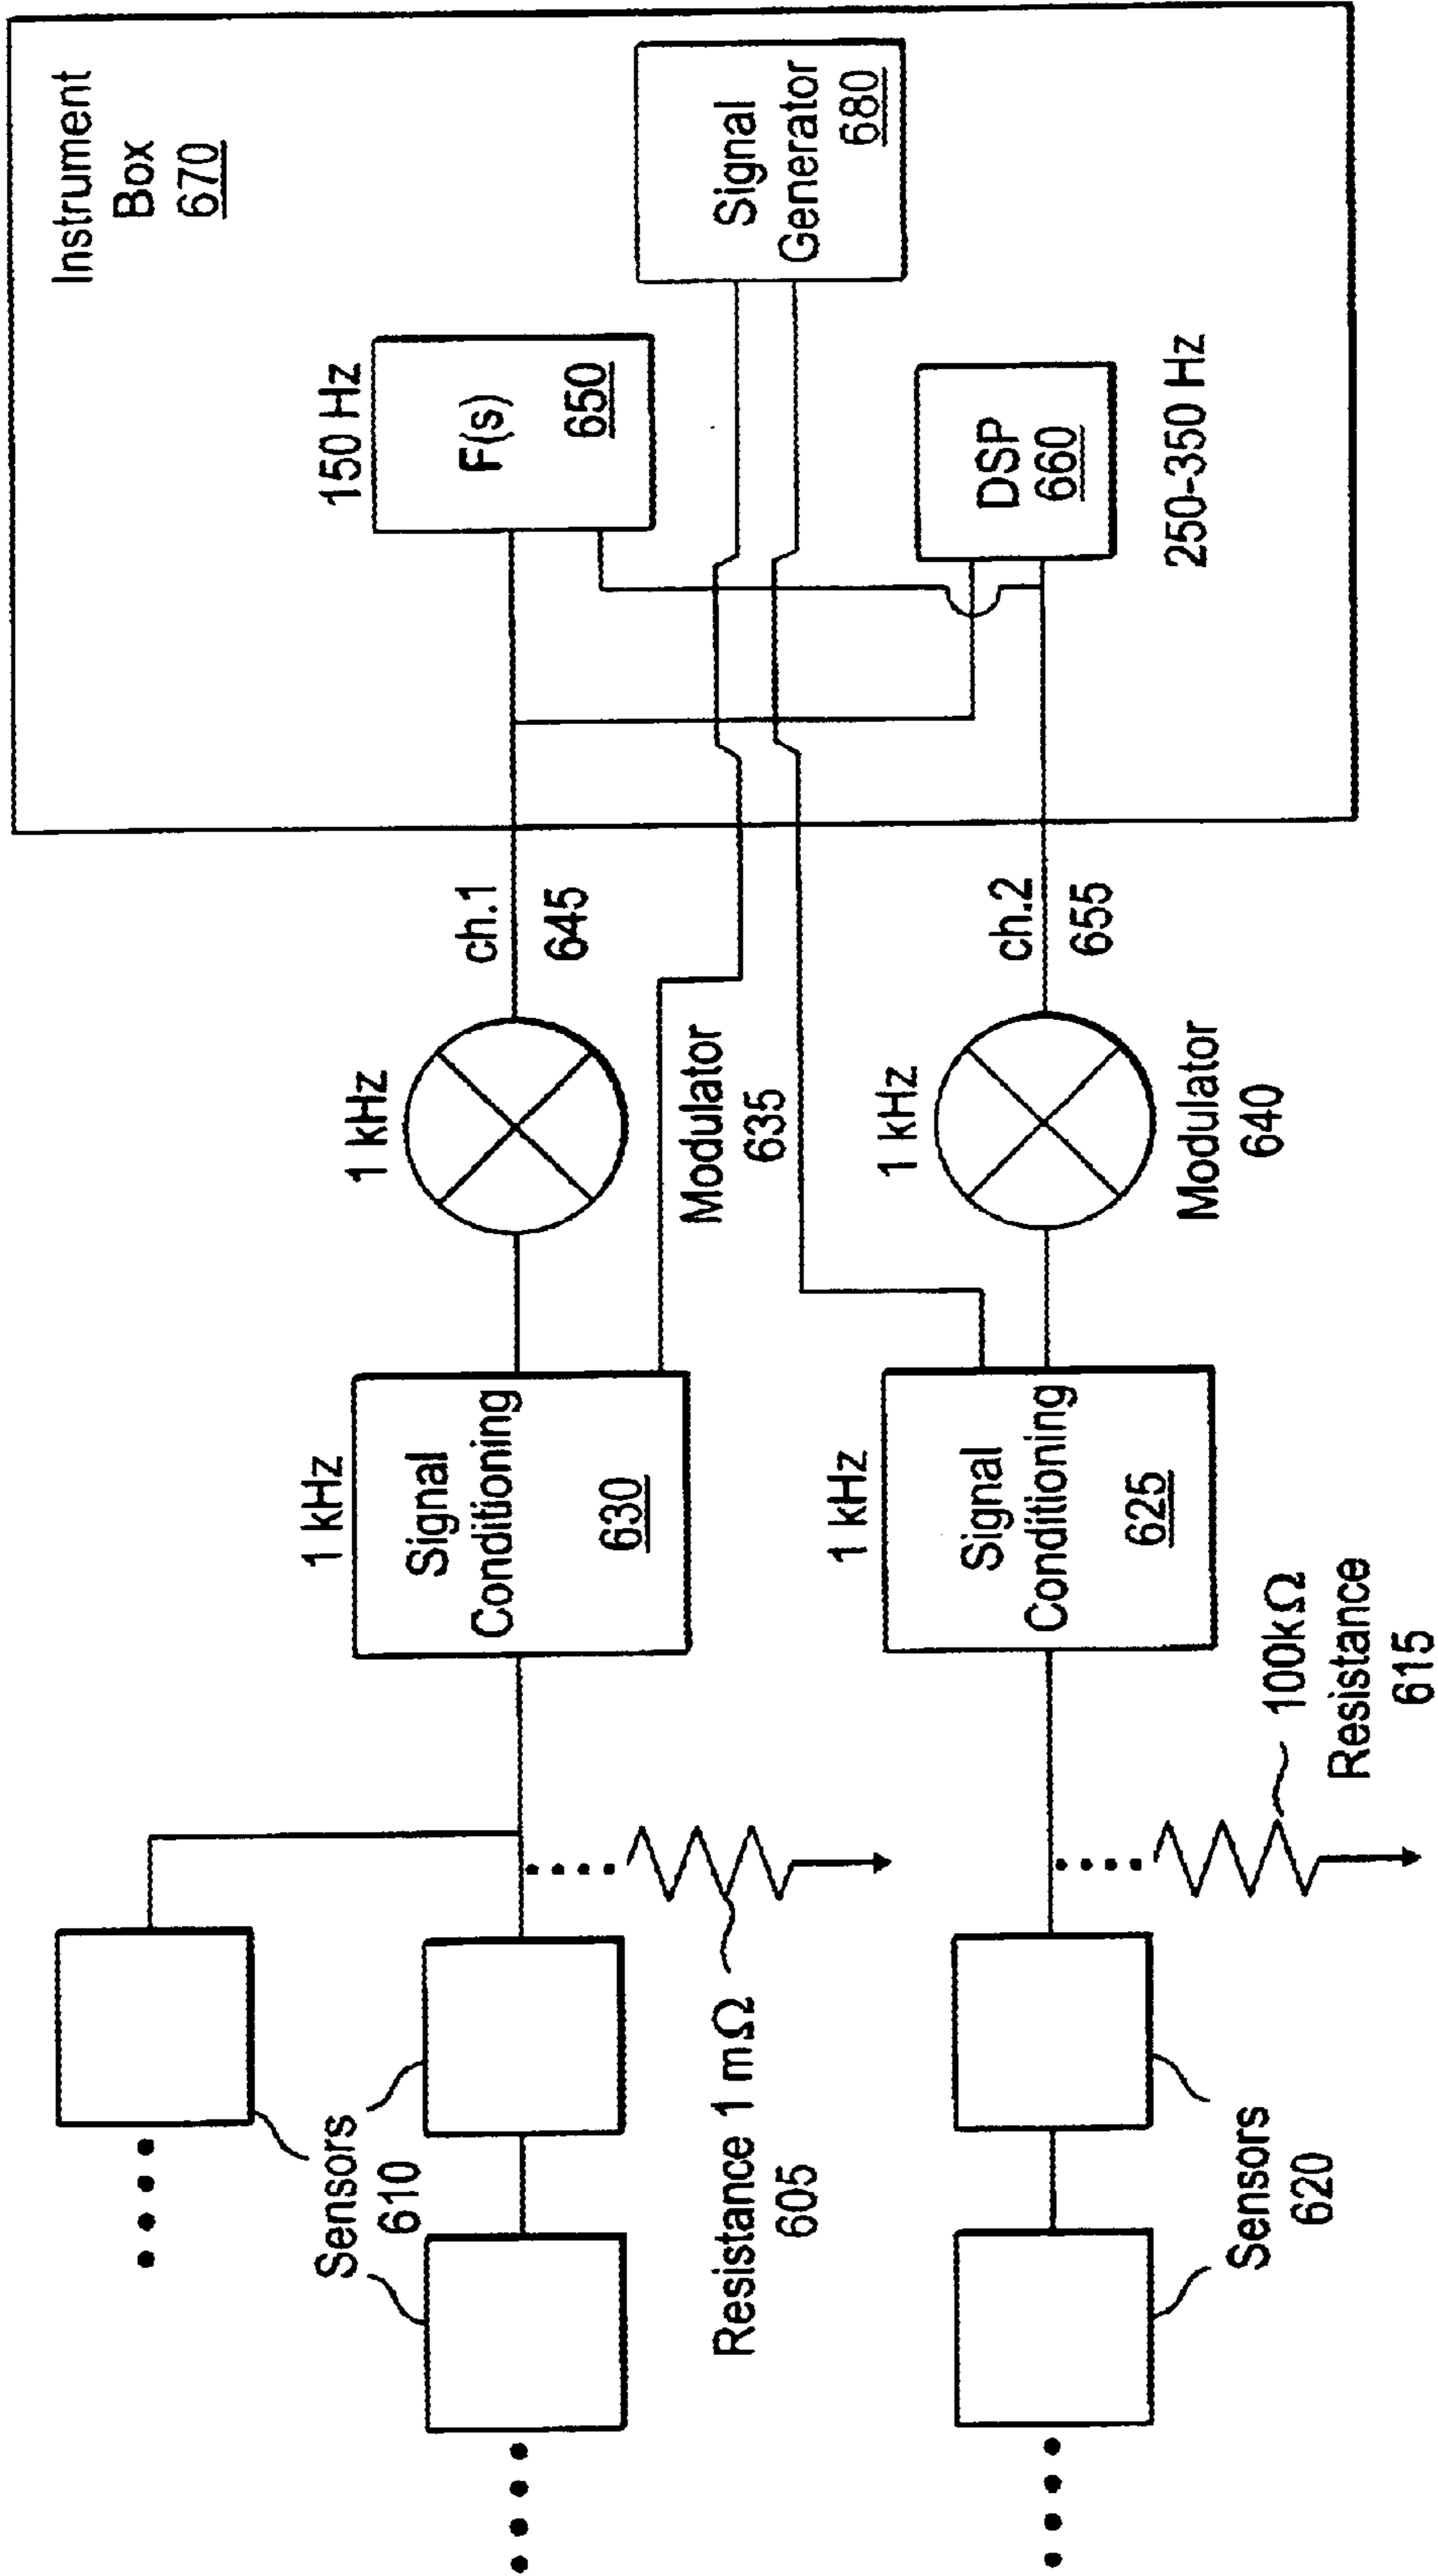 Instrument
Box
670
150 Hz
F(s)
650
Signal
Generator
680
DSP
660
250-350 Hz
ch.1
645
ch.2
655
1 kHz
Modulator
635
1 kHz
Modulator
640
1 kHz
Signal
Conditioning
630
1 kHz
Signal
Conditioning
625
Sensors
610
Resistance 1 mΩ
605
100kΩ
Resistance
615
Sensors
620